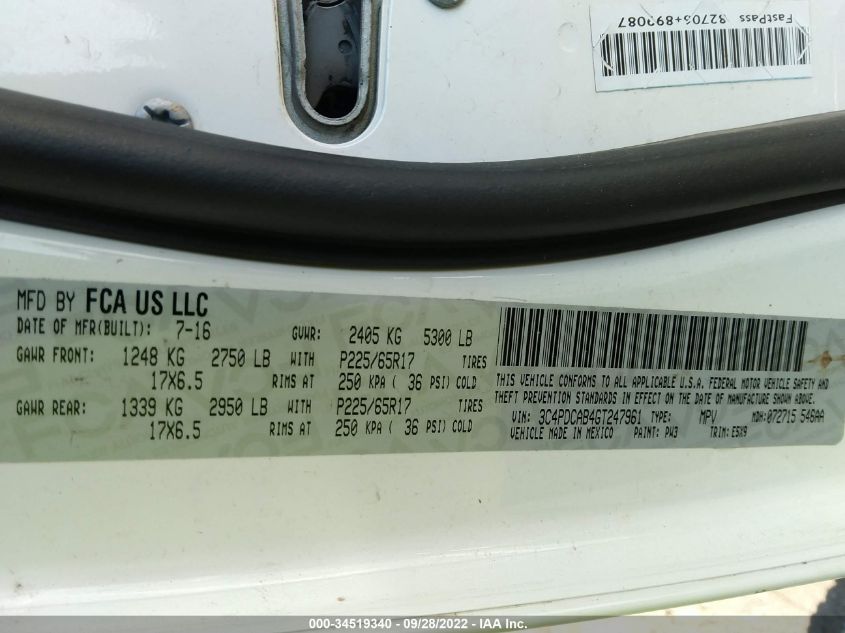 FastPass 82703+899087
MFD BY FCA US LLC
DATE OF MFR(BUILT): 7-16 GVWR: 2405 KG 5300 LB
GAWR FRONT: 1248 KG 2750 LB WITH P225/65R17 TIRES
17X6.5 RIMS AT 250 KPA ( 36 PSI) COLD
GAWR REAR: 1339 KG 2950 LB WITH P225/65R17 TIRES
17X6.5 RIMS AT 250 KPA ( 36 PSI) COLD
THIS VEHICLE CONFORMS TO ALL APPLICABLE U.S.A. FEDERAL MOTOR VEHICLE SAFETY AND
THEFT PREVENTION STANDARDS IN EFFECT ON THE DATE OF MANUFACTURE SHOWN ABOVE.
VIN: 3C4PDCAB4GT247961 TYPE: MPV MDH: 072715 546AA
VEHICLE MADE IN MEXICO PAINT: PW3 TRIM: E5X9
000-34519340 - 09/28/2022 - IAA Inc.